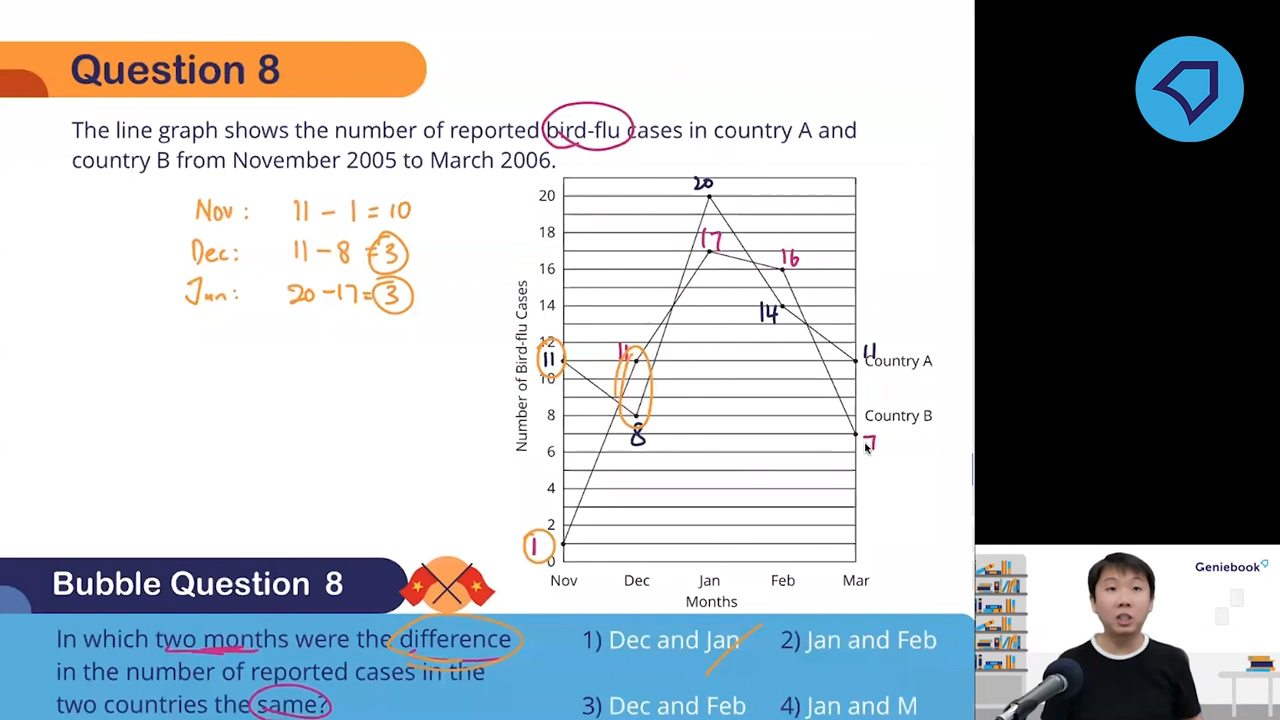 Question 8
The line graph shows the number of reported bird-flu cases in country A and
country B from November 2005 to March 2006.
Nov: 11 - 1 = 10
Dec: 11 - 8 = 3
Jan: 20 - 17 = 3
Number of Bird-flu Cases
20
18
16
14
12
10
8
6
4
2
0
20
17
16
14
11
11
11
8
7
1
Country A
Country B
Nov Dec Jan Feb Mar
Months
Bubble Question 8
In which two months were the difference
in the number of reported cases in the
two countries the same?
1) Dec and Jan
2) Jan and Feb
3) Dec and Feb
4) Jan and M
Geniebook